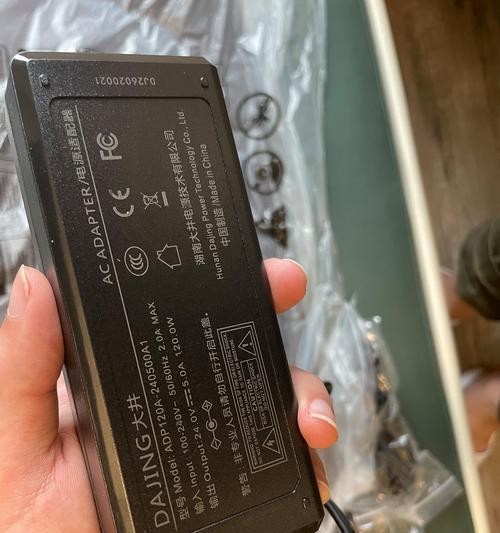 DJ26020021
AC ADAPTER/电源适配器
CE FC
湖南大井电源技术有限公司
Hunan Dajing Power Technology Co., Ltd
中国制造/Made in China
DAJING 大井
型号 Model: ADP120A-240500A1
输入 Input: 100-240V~ 50/60Hz 2.0A MAX
输出 Output: 24.0V 5.0A 120.0W
警告: 非专业人员请勿自行开启此盖。